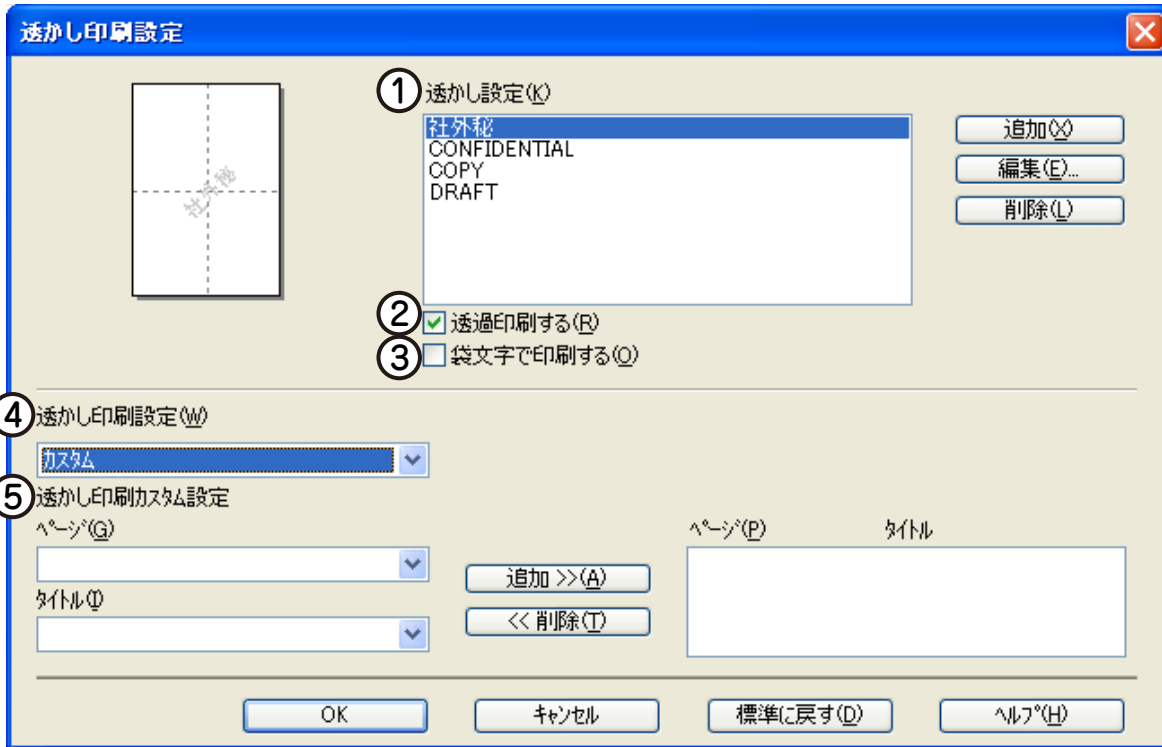 透かし印刷設定
① 透かし設定(K)
社外秘
社外秘
CONFIDENTIAL
COPY
DRAFT
追加(X)
編集(E)...
削除(L)
② 透過印刷する(R)
③ 袋文字で印刷する(O)
④ 透かし印刷設定(W)
カスタム
⑤ 透かし印刷カスタム設定
ページ(G)
タイトル(I)
追加 >>(A)
<< 削除(T)
ページ(P) タイトル
OK キャンセル 標準に戻す(D) ヘルプ(H)